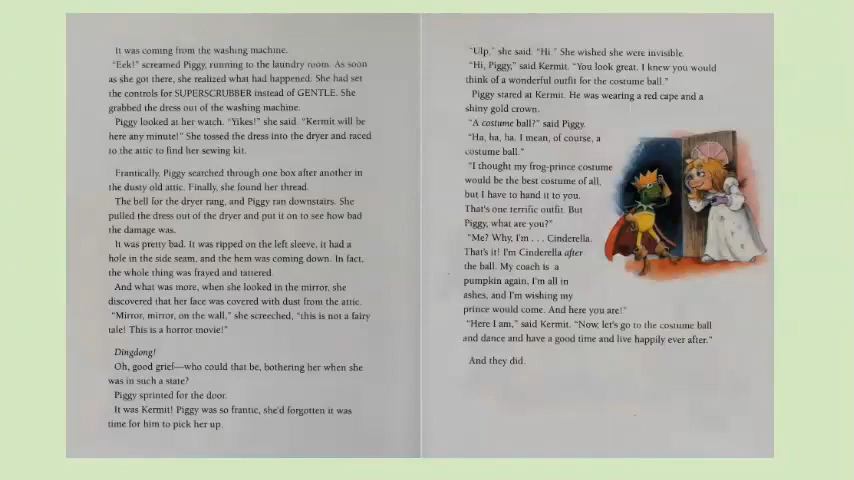 It was coming from the washing machine.
"Eek!" screamed Piggy, running to the laundry room. As soon
as she got there, she realized what had happened. She had set
the controls for SUPERSCRUBBER instead of GENTLE. She
grabbed the dress out of the washing machine.
Piggy looked at her watch. "Yikes!" she said. "Kermit will be
here any minute!" She tossed the dress into the dryer and raced
to the attic to find her sewing kit.
Frantically, Piggy searched through one box after another in
the dusty old attic. Finally, she found her thread.
The bell for the dryer rang, and Piggy ran downstairs. She
pulled the dress out of the dryer and put it on to see how bad
the damage was.
It was pretty bad. It was ripped on the left sleeve, it had a
hole in the side seam, and the hem was coming down. In fact,
the whole thing was frayed and tattered.
And what was more, when she looked in the mirror, she
discovered that her face was covered with dust from the attic.
"Mirror, mirror, on the wall," she screeched, "this is not a fairy
tale! This is a horror movie!"
Dingdong!
Oh, good grief—who could that be, bothering her when she
was in such a state?
Piggy sprinted for the door.
It was Kermit! Piggy was so frantic, she'd forgotten it was
time for him to pick her up.
"Ulp," she said. "Hi." She wished she were invisible.
"Hi, Piggy," said Kermit. "You look great. I knew you would
think of a wonderful outfit for the costume ball."
Piggy stared at Kermit. He was wearing a red cape and a
shiny gold crown.
"A costume ball?" said Piggy.
"Ha, ha, ha. I mean, of course, a
costume ball."
"I thought my frog-prince costume
would be the best costume of all,
but I have to hand it to you.
That's one terrific outfit. But
Piggy, what are you?"
"Me? Why, I'm . . . Cinderella.
That's it! I'm Cinderella after
the ball. My coach is a
pumpkin again, I'm all in
ashes, and I'm wishing my
prince would come. And here you are!"
"Here I am," said Kermit. "Now, let's go to the costume ball
and dance and have a good time and live happily ever after."
And they did.